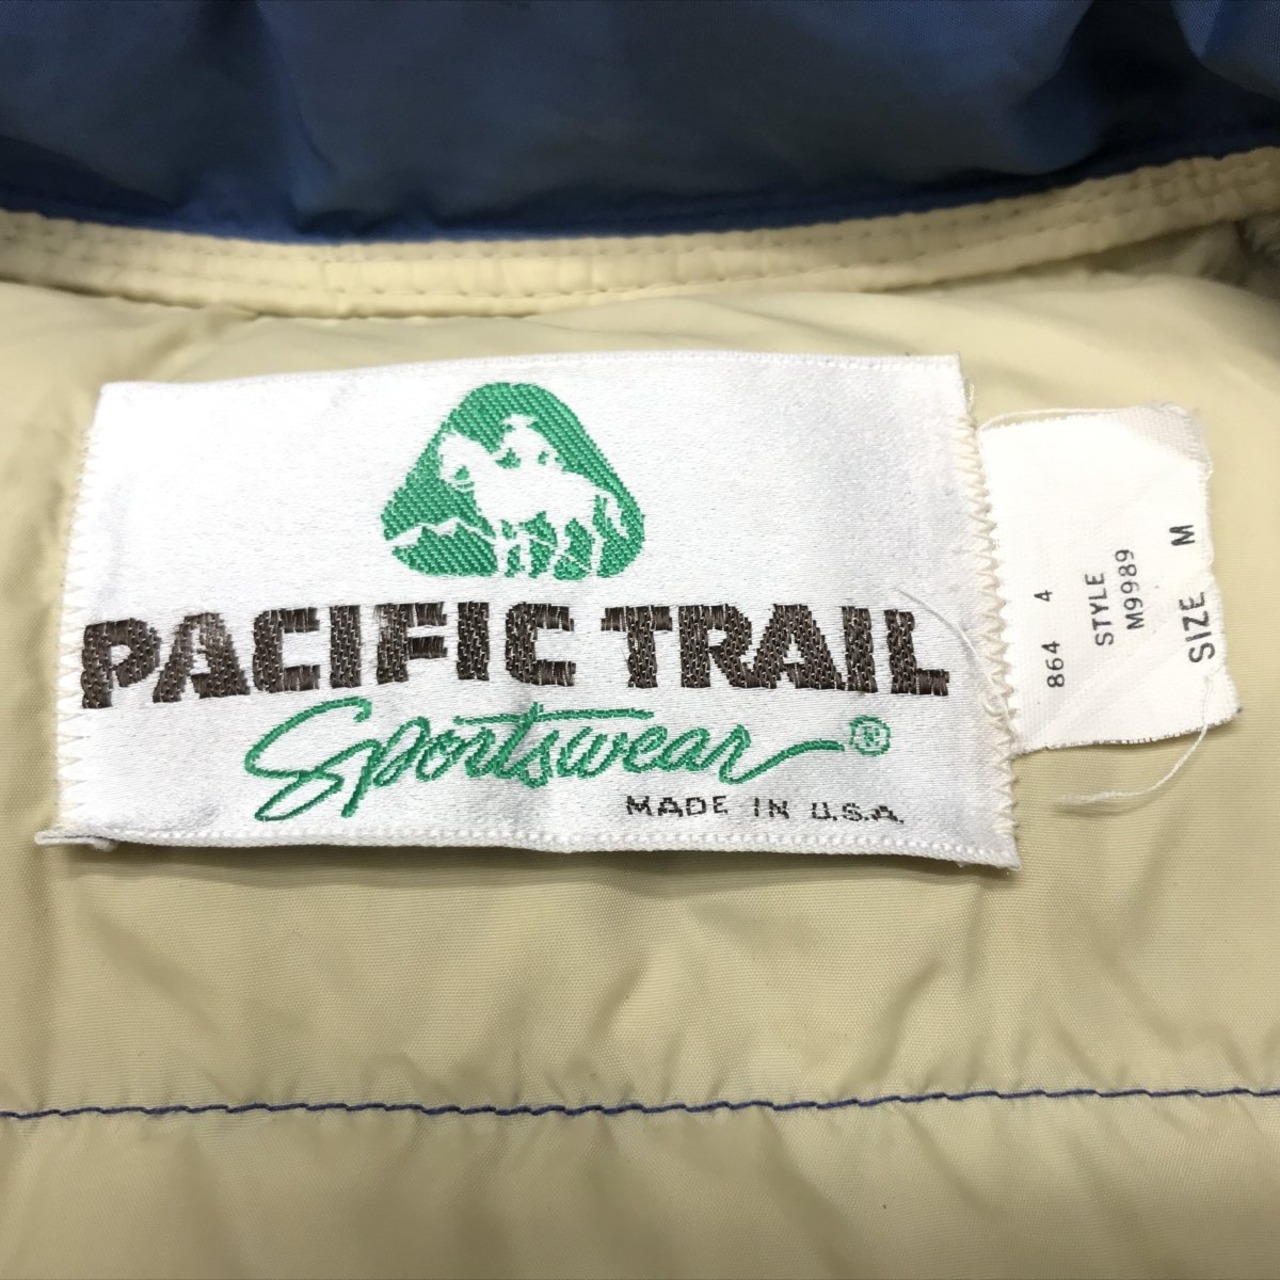 PACIFIC TRAIL
Sportswear®
MADE IN U.S.A.
864 4
STYLE
M9989
SIZE M